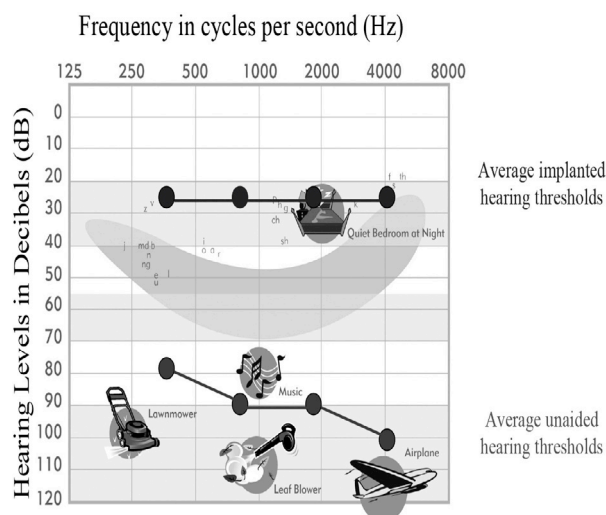 Frequency in cycles per second (Hz)
125 250 500 1000 2000 4000 8000
Hearing Levels in Decibels (dB)
0
10
20
30
40
50
60
70
80
90
100
110
120
f th
s
z v
h g
k
ch
sh
j mdb
n
ng
e l
u
i
o a r
Quiet Bedroom at Night
Music
Lawnmower
Leaf Blower
Airplane
Average implanted
hearing thresholds
Average unaided
hearing thresholds